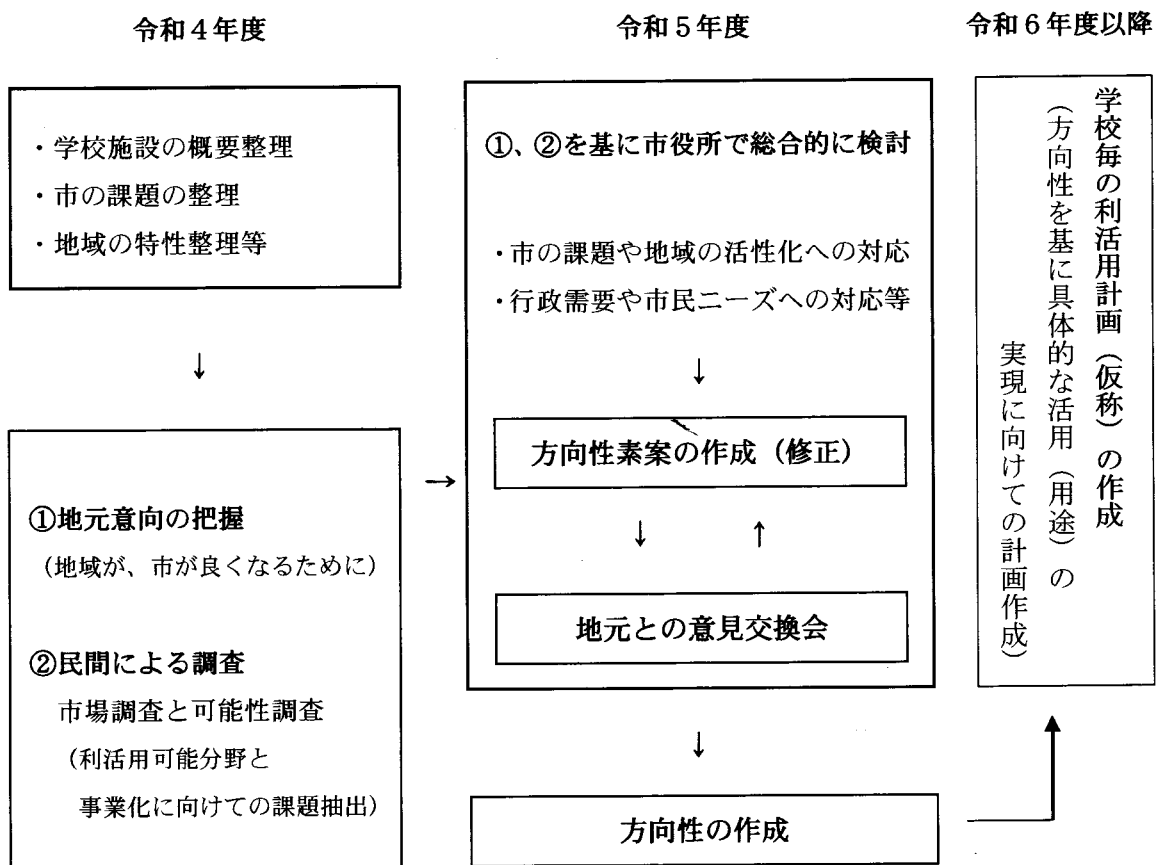 令和４年度
・学校施設の概要整理
・市の課題の整理
・地域の特性整理等
↓
①地元意向の把握
（地域が、市が良くなるために）
②民間による調査
市場調査と可能性調査
（利活用可能分野と
事業化に向けての課題抽出）
→
令和５年度
①、②を基に市役所で総合的に検討
・市の課題や地域の活性化への対応
・行政需要や市民ニーズへの対応等
↓
方向性素案の作成（修正）
↓ ↑
地元との意見交換会
↓
方向性の作成
令和６年度以降
学校毎の利活用計画（仮称）の作成
（方向性を基に具体的な活用（用途）の
実現に向けての計画作成）